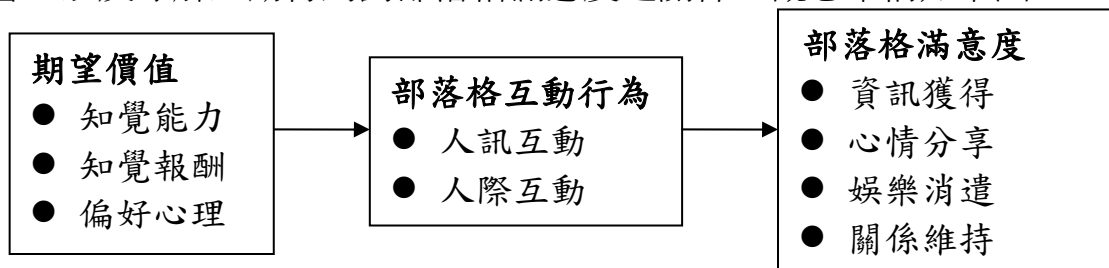 期望價值
● 知覺能力
● 知覺報酬
● 偏好心理
部落格互動行為
● 人訊互動
● 人際互動
部落格滿意度
● 資訊獲得
● 心情分享
● 娛樂消遣
● 關係維持